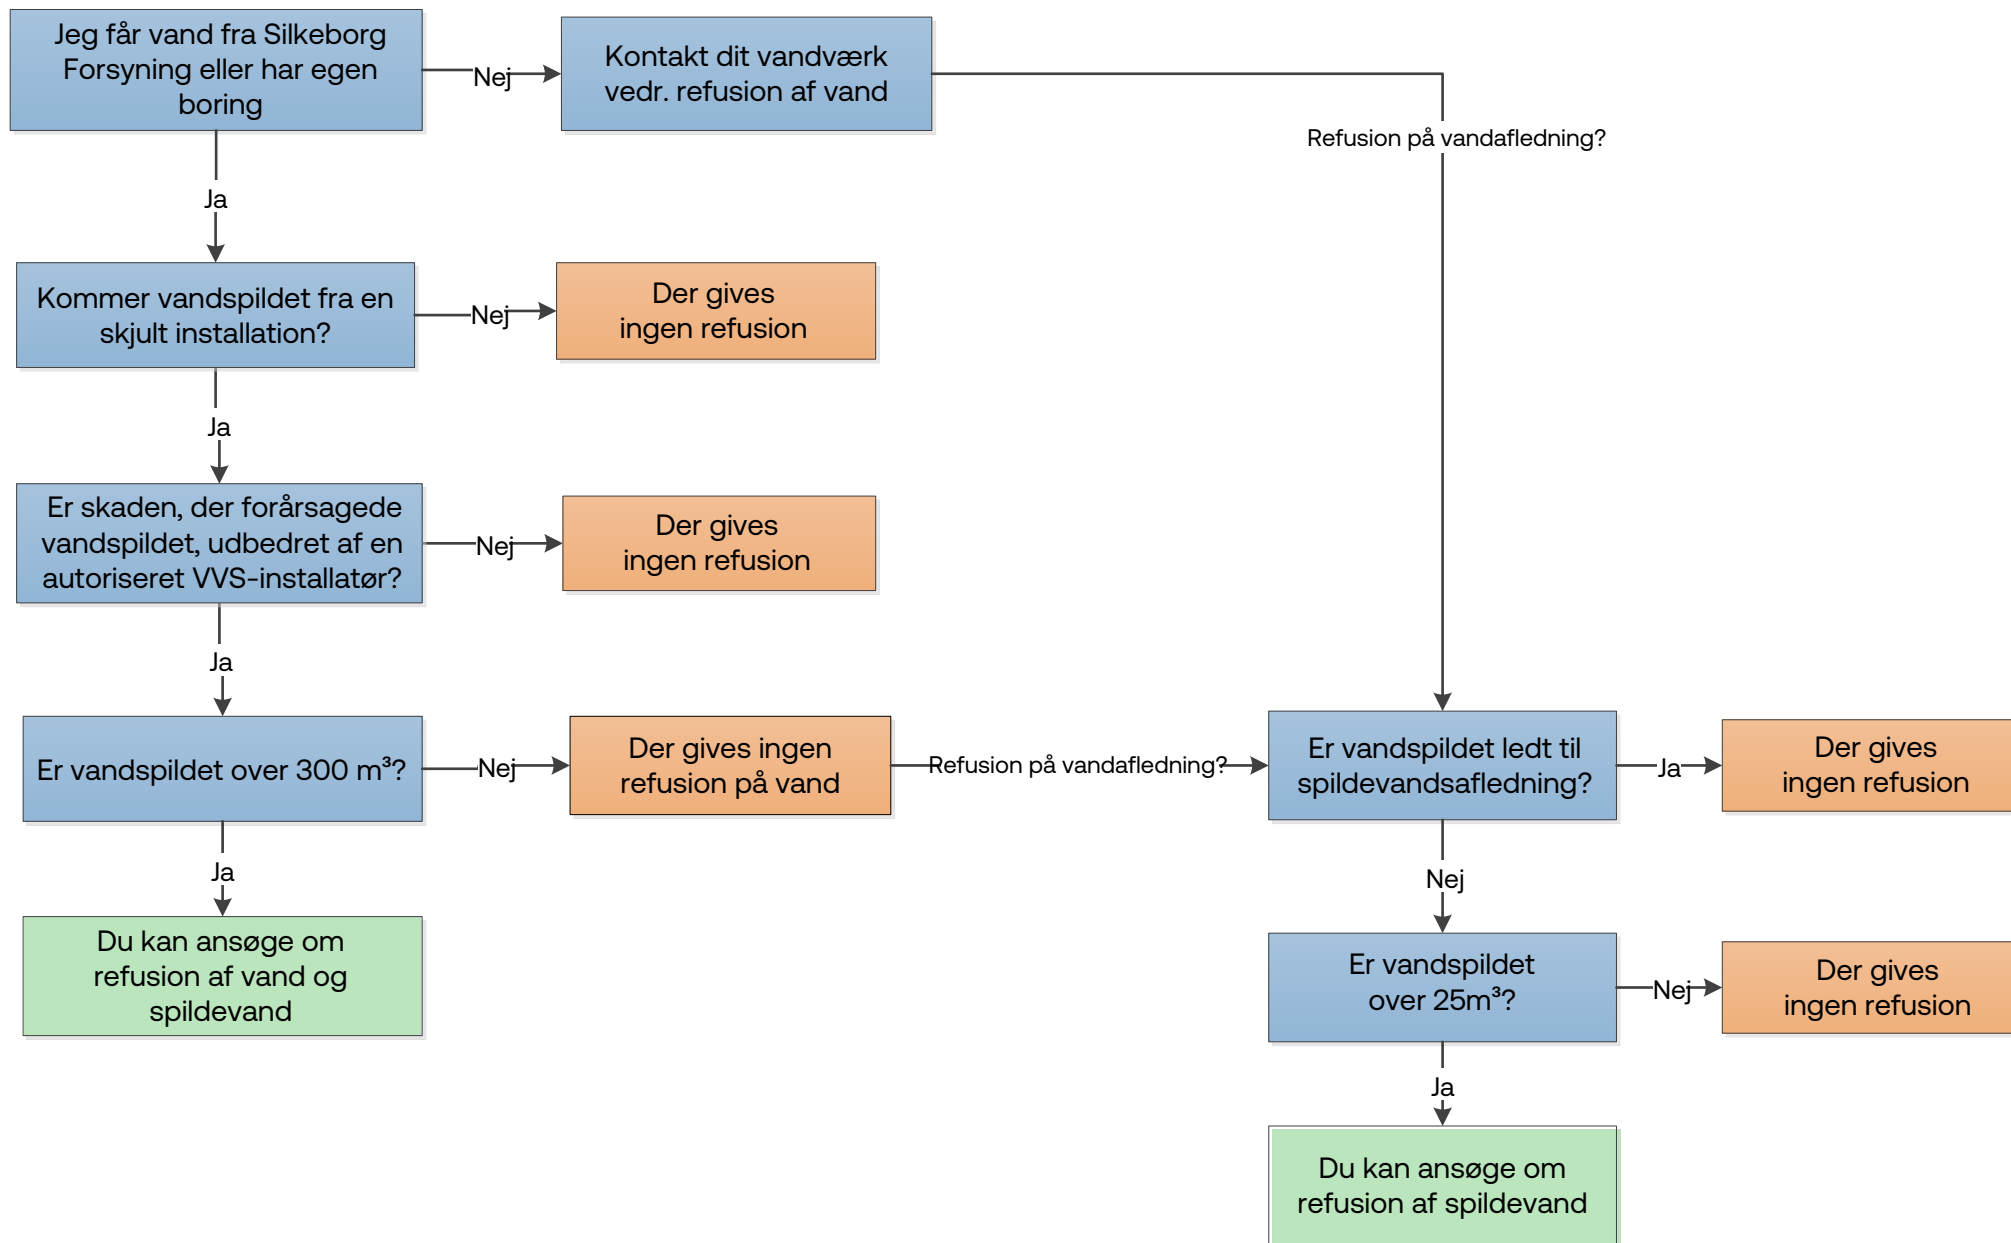 Jeg får vand fra Silkeborg
Forsyning eller har egen
boring
Nej
Kontakt dit vandværk
vedr. refusion af vand
Refusion på vandafledning?
Ja
Kommer vandspildet fra en
skjult installation?
Nej
Der gives
ingen refusion
Ja
Er skaden, der forårsagede
vandspildet, udbedret af en
autoriseret VVS-installatør?
Nej
Der gives
ingen refusion
Ja
Er vandspildet over 300 m³?
Nej
Der gives ingen
refusion på vand
Refusion på vandafledning?
Er vandspildet ledt til
spildevandsafledning?
Ja
Der gives
ingen refusion
Ja
Du kan ansøge om
refusion af vand og
spildevand
Nej
Er vandspildet
over 25m³?
Nej
Der gives
ingen refusion
Ja
Du kan ansøge om
refusion af spildevand